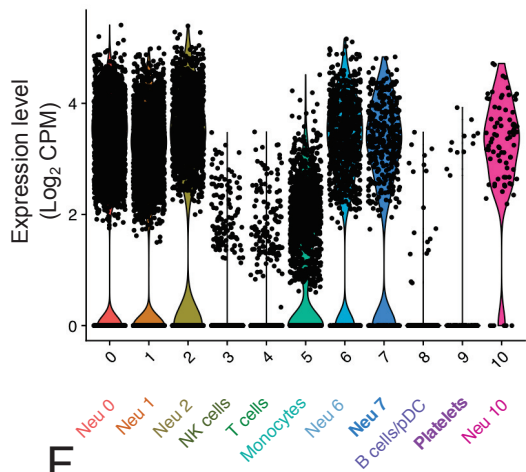 Expression level
(Log₂ CPM)
4
2
0
0 1 2 3 4 5 6 7 8 9 10
Neu 0
Neu 1
Neu 2
NK cells
T cells
Monocytes
Neu 6
Neu 7
B cells/pDC
Platelets
Neu 10